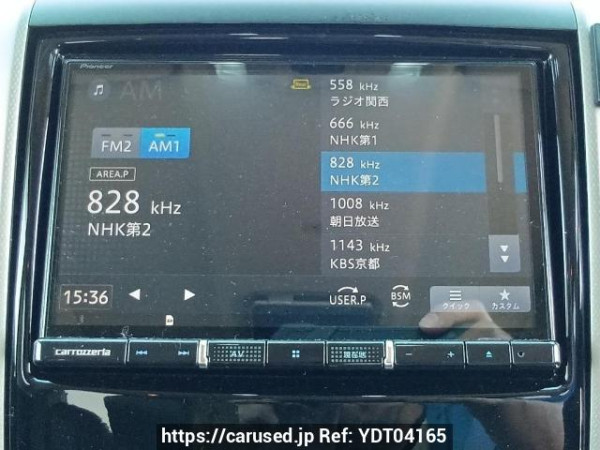 Pioneer
AM
FM2 AM1
AREA.P
828 kHz
NHK第2
558 kHz
ラジオ関西
666 kHz
NHK第1
828 kHz
NHK第2
1008 kHz
朝日放送
1143 kHz
KBS京都
15:36
USER.P
BSM
クイック
カスタム
carrozzeria
AV
現在地
https://carused.jp Ref: YDT04165